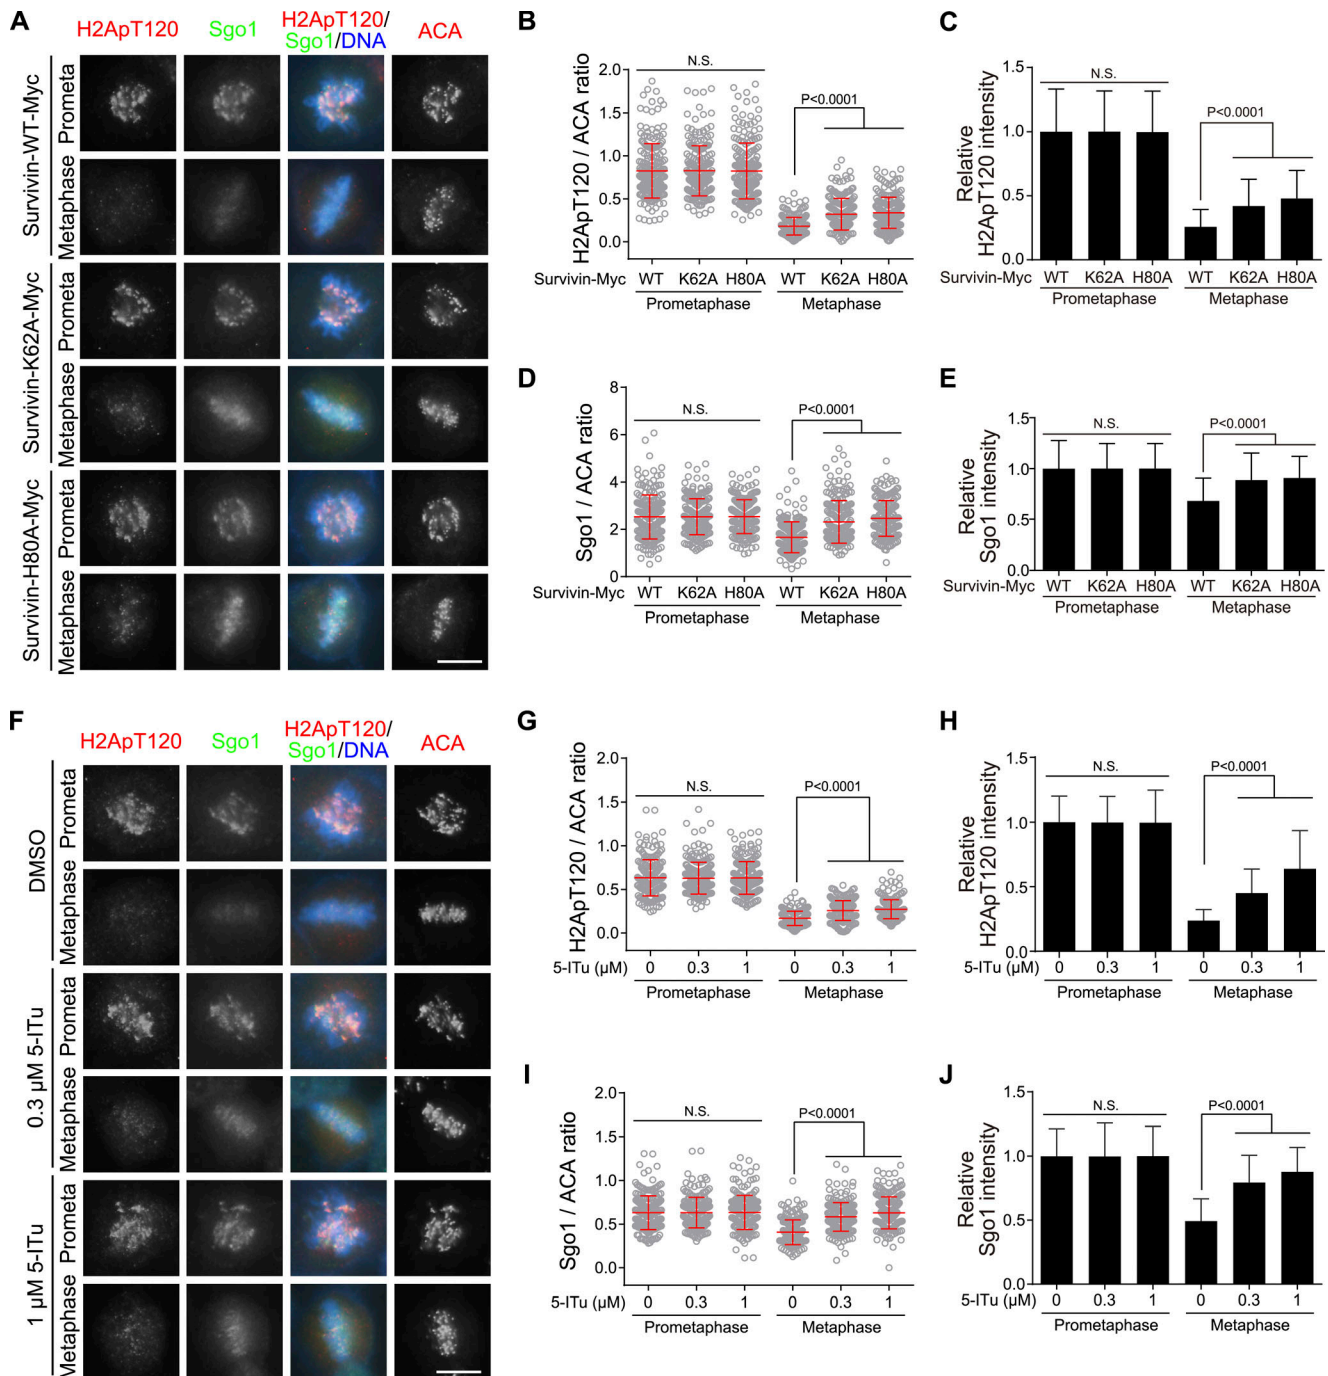 A
H2ApT120
Sgo1
H2ApT120/
Sgo1/DNA
ACA
Survivin-WT-Myc
Prometa
Metaphase
Survivin-K62A-Myc
Prometa
Metaphase
Survivin-H80A-Myc
Prometa
Metaphase
B
H2ApT120 / ACA ratio
2.0
1.5
1.0
0.5
0.0
N.S.
P<0.0001
Survivin-Myc WT K62A H80A WT K62A H80A
Prometaphase Metaphase
C
Relative
H2ApT120 intensity
1.5
1.0
0.5
0.0
N.S.
P<0.0001
Survivin-Myc WT K62A H80A WT K62A H80A
Prometaphase Metaphase
D
Sgo1 / ACA ratio
8
6
4
2
0
N.S.
P<0.0001
Survivin-Myc WT K62A H80A WT K62A H80A
Prometaphase Metaphase
E
Relative
Sgo1 intensity
1.5
1.0
0.5
0.0
N.S.
P<0.0001
Survivin-Myc WT K62A H80A WT K62A H80A
Prometaphase Metaphase
F
H2ApT120
Sgo1
H2ApT120/
Sgo1/DNA
ACA
DMSO
Prometa
Metaphase
0.3 µM 5-ITu
Prometa
Metaphase
1 µM 5-ITu
Prometa
Metaphase
G
H2ApT120 / ACA ratio
2.0
1.5
1.0
0.5
0.0
N.S.
P<0.0001
5-ITu (µM) 0 0.3 1 0 0.3 1
Prometaphase Metaphase
H
Relative
H2ApT120 intensity
1.5
1.0
0.5
0.0
N.S.
P<0.0001
5-ITu (µM) 0 0.3 1 0 0.3 1
Prometaphase Metaphase
I
Sgo1 / ACA ratio
2.0
1.5
1.0
0.5
0.0
N.S.
P<0.0001
5-ITu (µM) 0 0.3 1 0 0.3 1
Prometaphase Metaphase
J
Relative
Sgo1 intensity
1.5
1.0
0.5
0.0
N.S.
P<0.0001
5-ITu (µM) 0 0.3 1 0 0.3 1
Prometaphase Metaphase